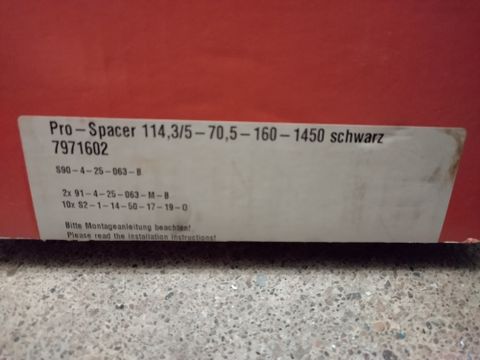 Pro-Spacer 114,3/5-70,5-160-1450 schwarz
7971602
S90-4-25-063-B
2x 91-4-25-063-M-B
10x S2-1-14-50-17-19-O
Bitte Montageanleitung beachten!
Please read the installation instructions!